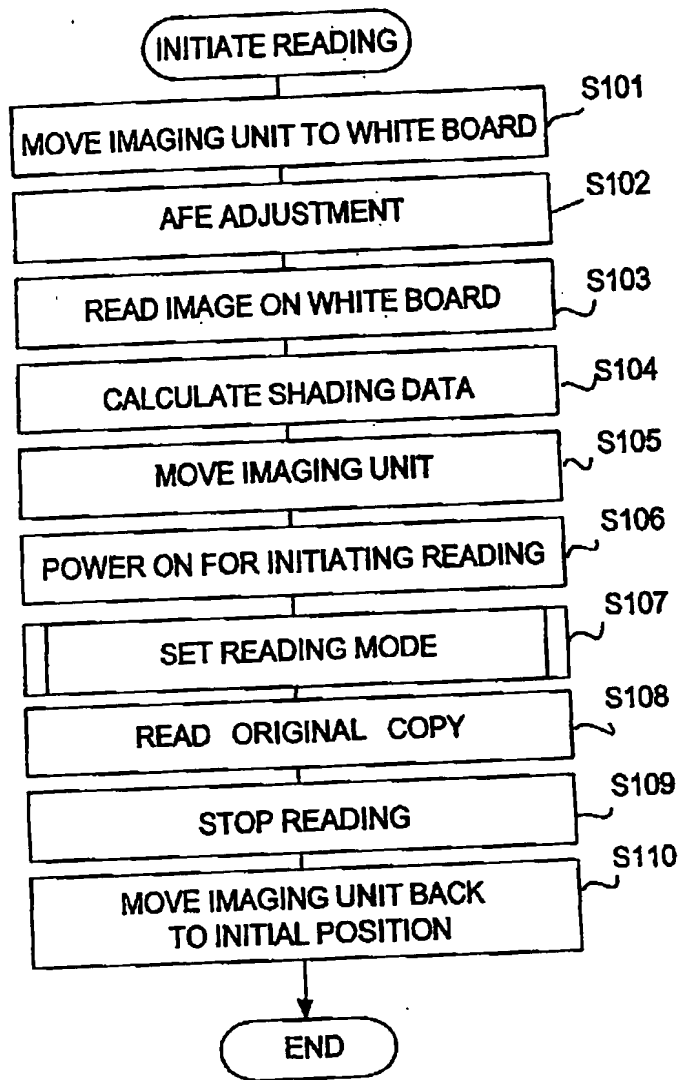 INITIATE READING
S101
MOVE IMAGING UNIT TO WHITE BOARD
S102
AFE ADJUSTMENT
S103
READ IMAGE ON WHITE BOARD
S104
CALCULATE SHADING DATA
S105
MOVE IMAGING UNIT
S106
POWER ON FOR INITIATING READING
S107
SET READING MODE
S108
READ ORIGINAL COPY
S109
STOP READING
S110
MOVE IMAGING UNIT BACK
TO INITIAL POSITION
END